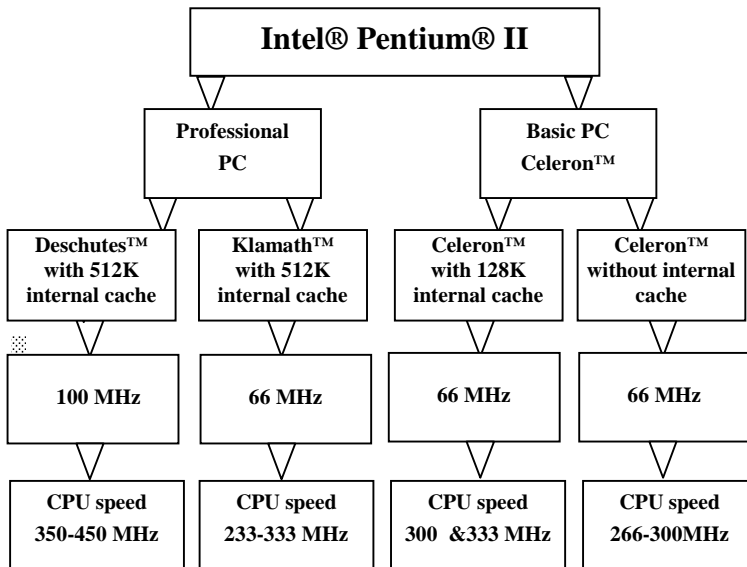 Intel® Pentium® II
Professional
PC
Basic PC
Celeron™
Deschutes™
with 512K
internal cache
Klamath™
with 512K
internal cache
Celeron™
with 128K
internal cache
Celeron™
without internal
cache
100 MHz
66 MHz
66 MHz
66 MHz
CPU speed
350-450 MHz
CPU speed
233-333 MHz
CPU speed
300 &333 MHz
CPU speed
266-300MHz